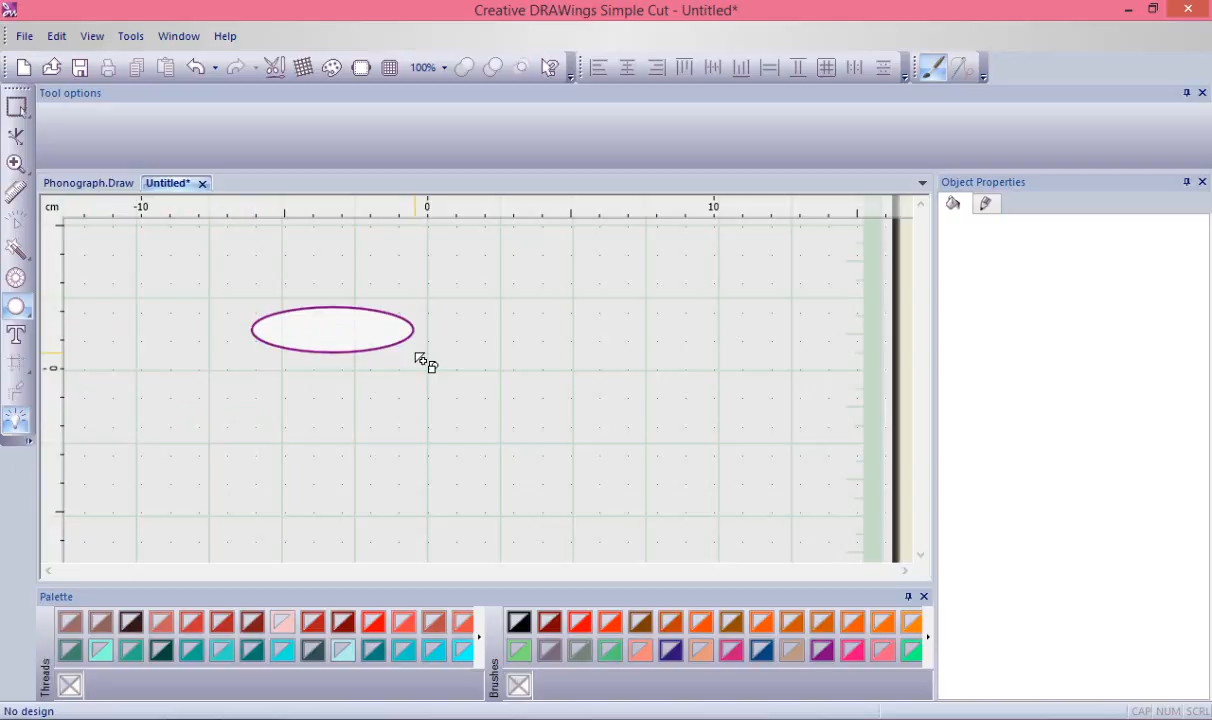 Creative DRAWings Simple Cut - Untitled*
File Edit View Tools Window Help
100%
Tool options
Phonograph.Draw Untitled*
Object Properties
cm -10 0 10
0
Palette
Threads
Brushes
No design
CAP NUM SCRL